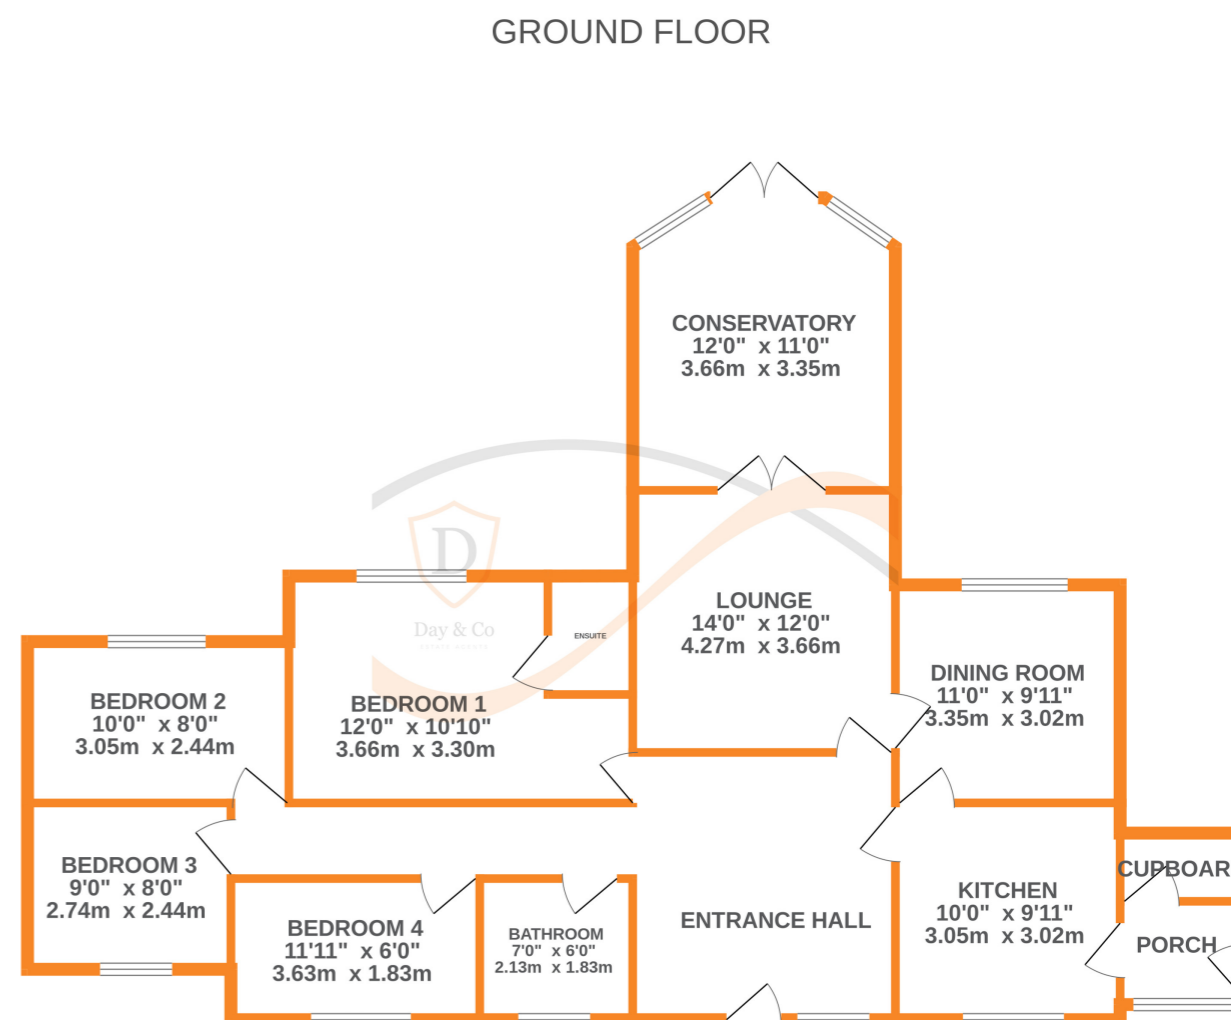 GROUND FLOOR
CONSERVATORY
12'0" x 11'0"
3.66m x 3.35m
LOUNGE
14'0" x 12'0"
4.27m x 3.66m
D
Day & Co
ESTATE AGENTS
ENSUITE
DINING ROOM
11'0" x 9'11"
3.35m x 3.02m
BEDROOM 2
10'0" x 8'0"
3.05m x 2.44m
BEDROOM 1
12'0" x 10'10"
3.66m x 3.30m
BEDROOM 3
9'0" x 8'0"
2.74m x 2.44m
CUPBOAR
KITCHEN
10'0" x 9'11"
3.05m x 3.02m
ENTRANCE HALL
BEDROOM 4
11'11" x 6'0"
3.63m x 1.83m
BATHROOM
7'0" x 6'0"
2.13m x 1.83m
PORCH